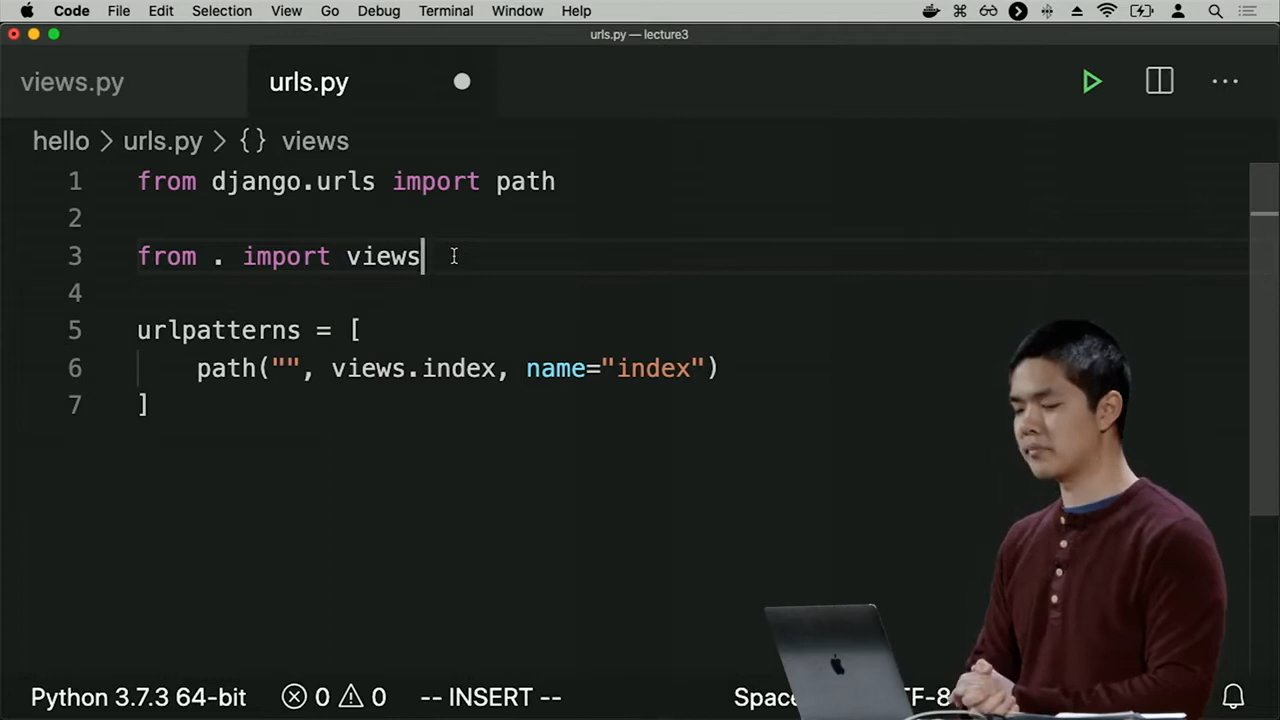 Code File Edit Selection View Go Debug Terminal Window Help
urls.py — lecture3
views.py urls.py
hello > urls.py > {} views
1 from django.urls import path
2
3 from . import views
4
5 urlpatterns = [
6 path("", views.index, name="index")
7 ]
Python 3.7.3 64-bit 0 0 -- INSERT --